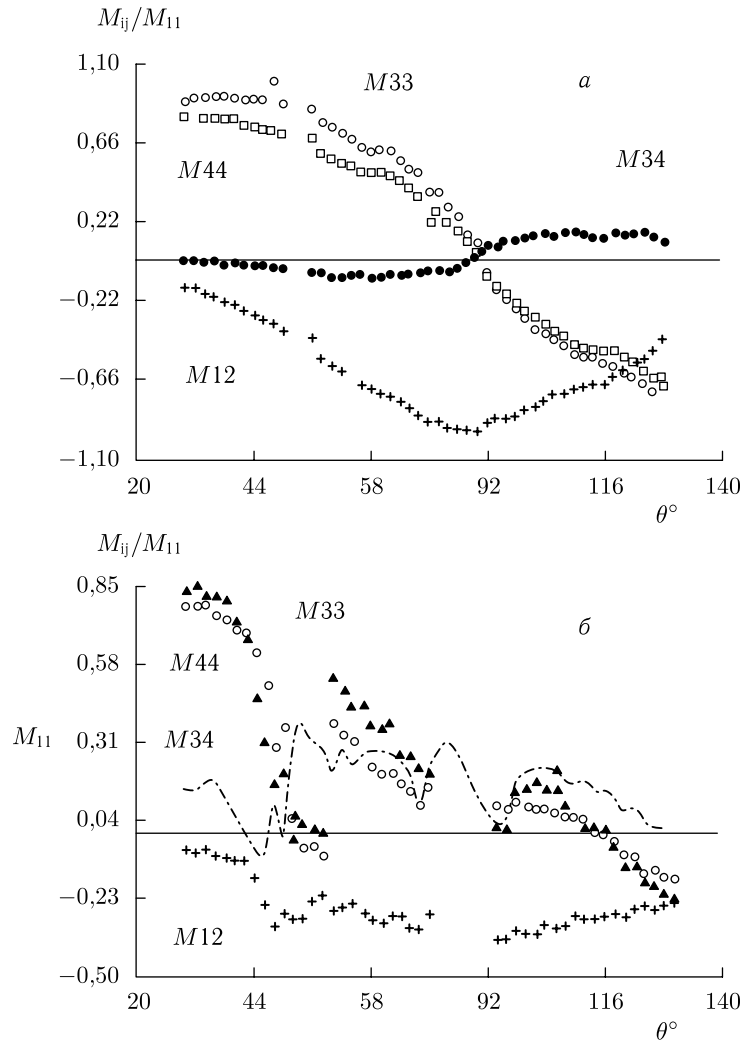 M_ij/M_11
1,10
M33
а
0,66
M34
M44
0,22
−0,22
M12
−0,66
−1,10
20 44 58 92 116 140
θ°
M_ij/M_11
0,85
M33
б
0,58
M44
M34
M_11
0,31
0,04
−0,23
M12
−0,50
20 44 58 92 116 140
θ°